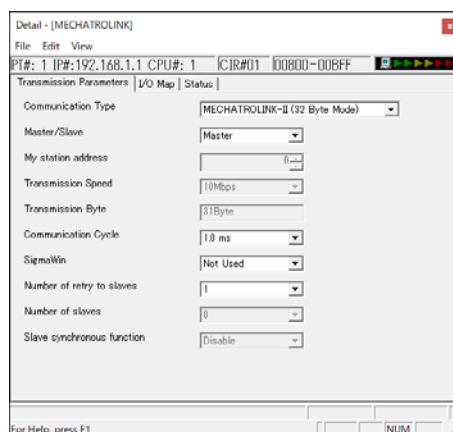 Detail - [MECHATROLINK]
File Edit View
PT#: 1 IP#:192.168.1.1 CPU#: 1 CIR#01 00800-00BFF
Transmission Parameters I/O Map Status
Communication Type MECHATROLINK-II (32 Byte Mode)
Master/Slave Master
My station address 0
Transmission Speed 10Mbps
Transmission Byte 31Byte
Communication Cycle 1.0 ms
SigmaWin Not Used
Number of retry to slaves 1
Number of slaves 0
Slave synchronous function Disable
For Help, press F1 NUM